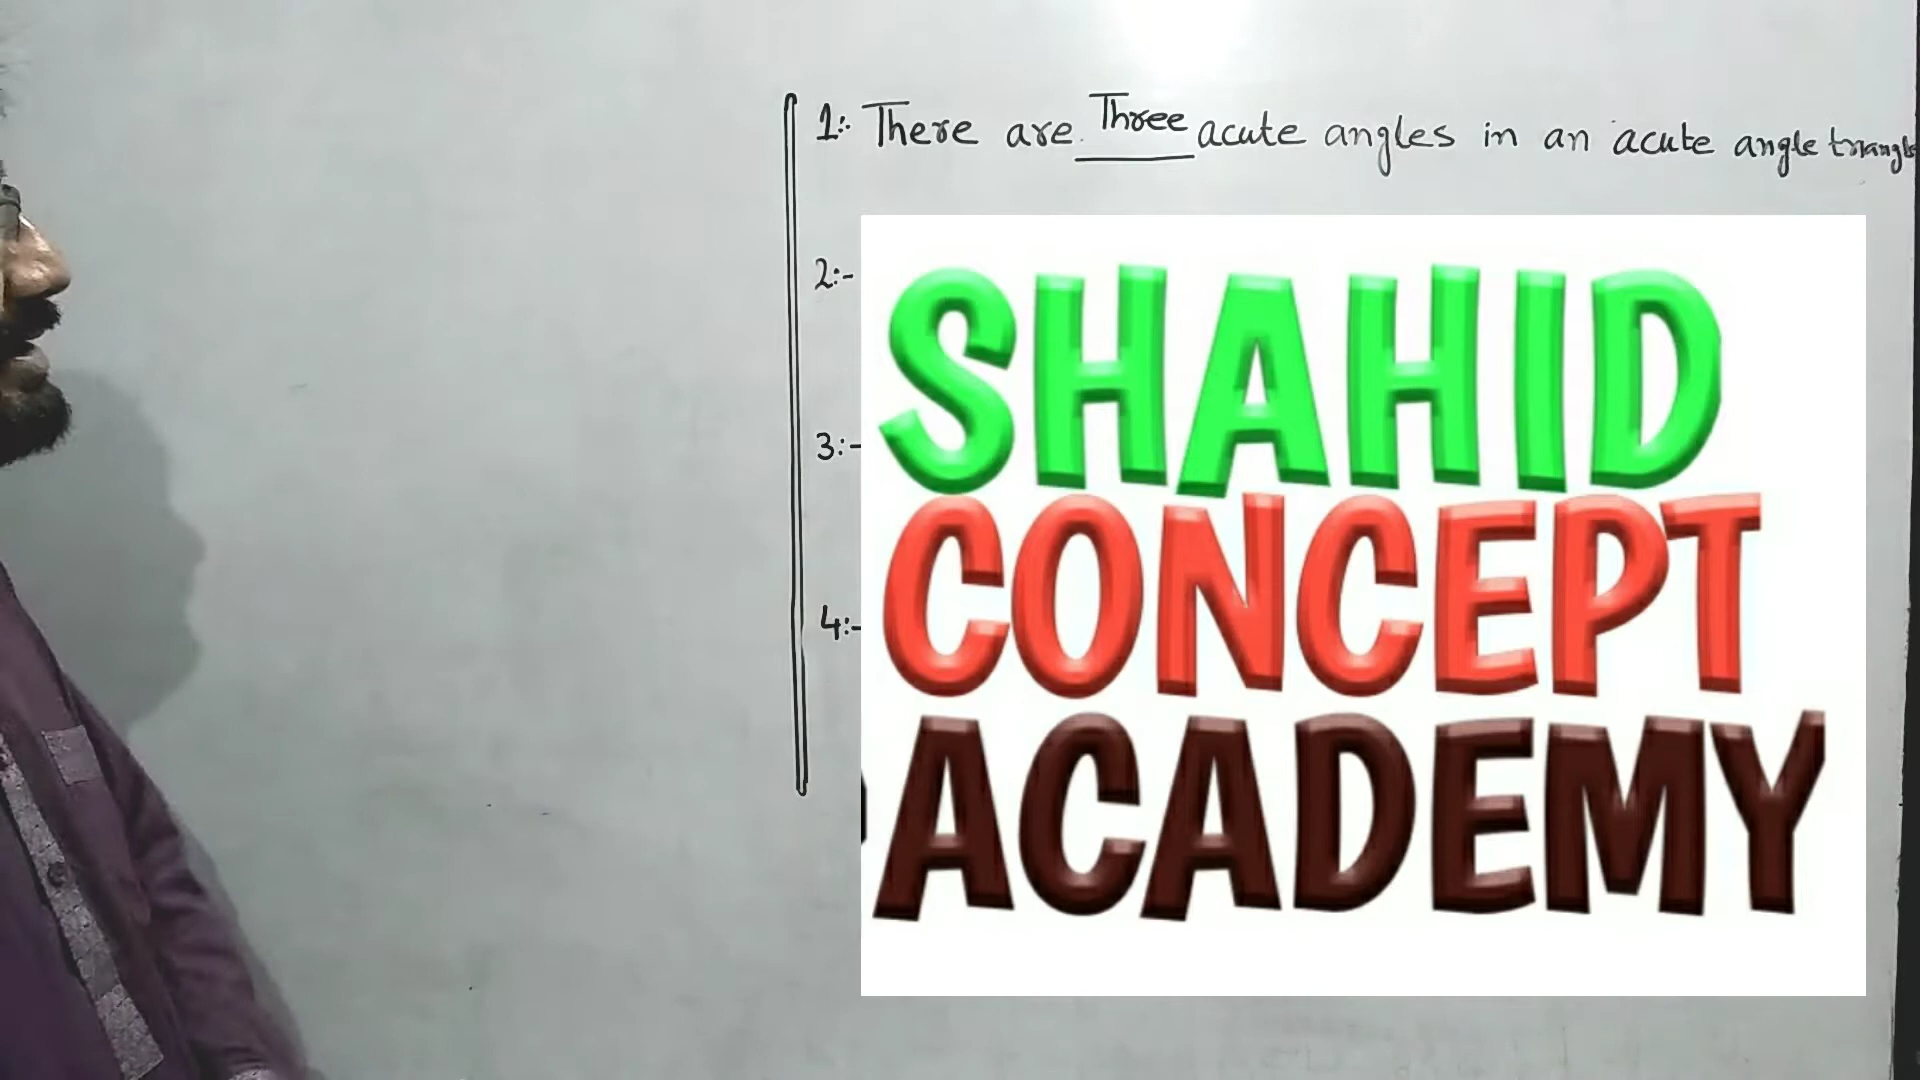 1:- There are Three acute angles in an acute angle triangle
2:-
3:-
4:-
SHAHID
CONCEPT
ACADEMY